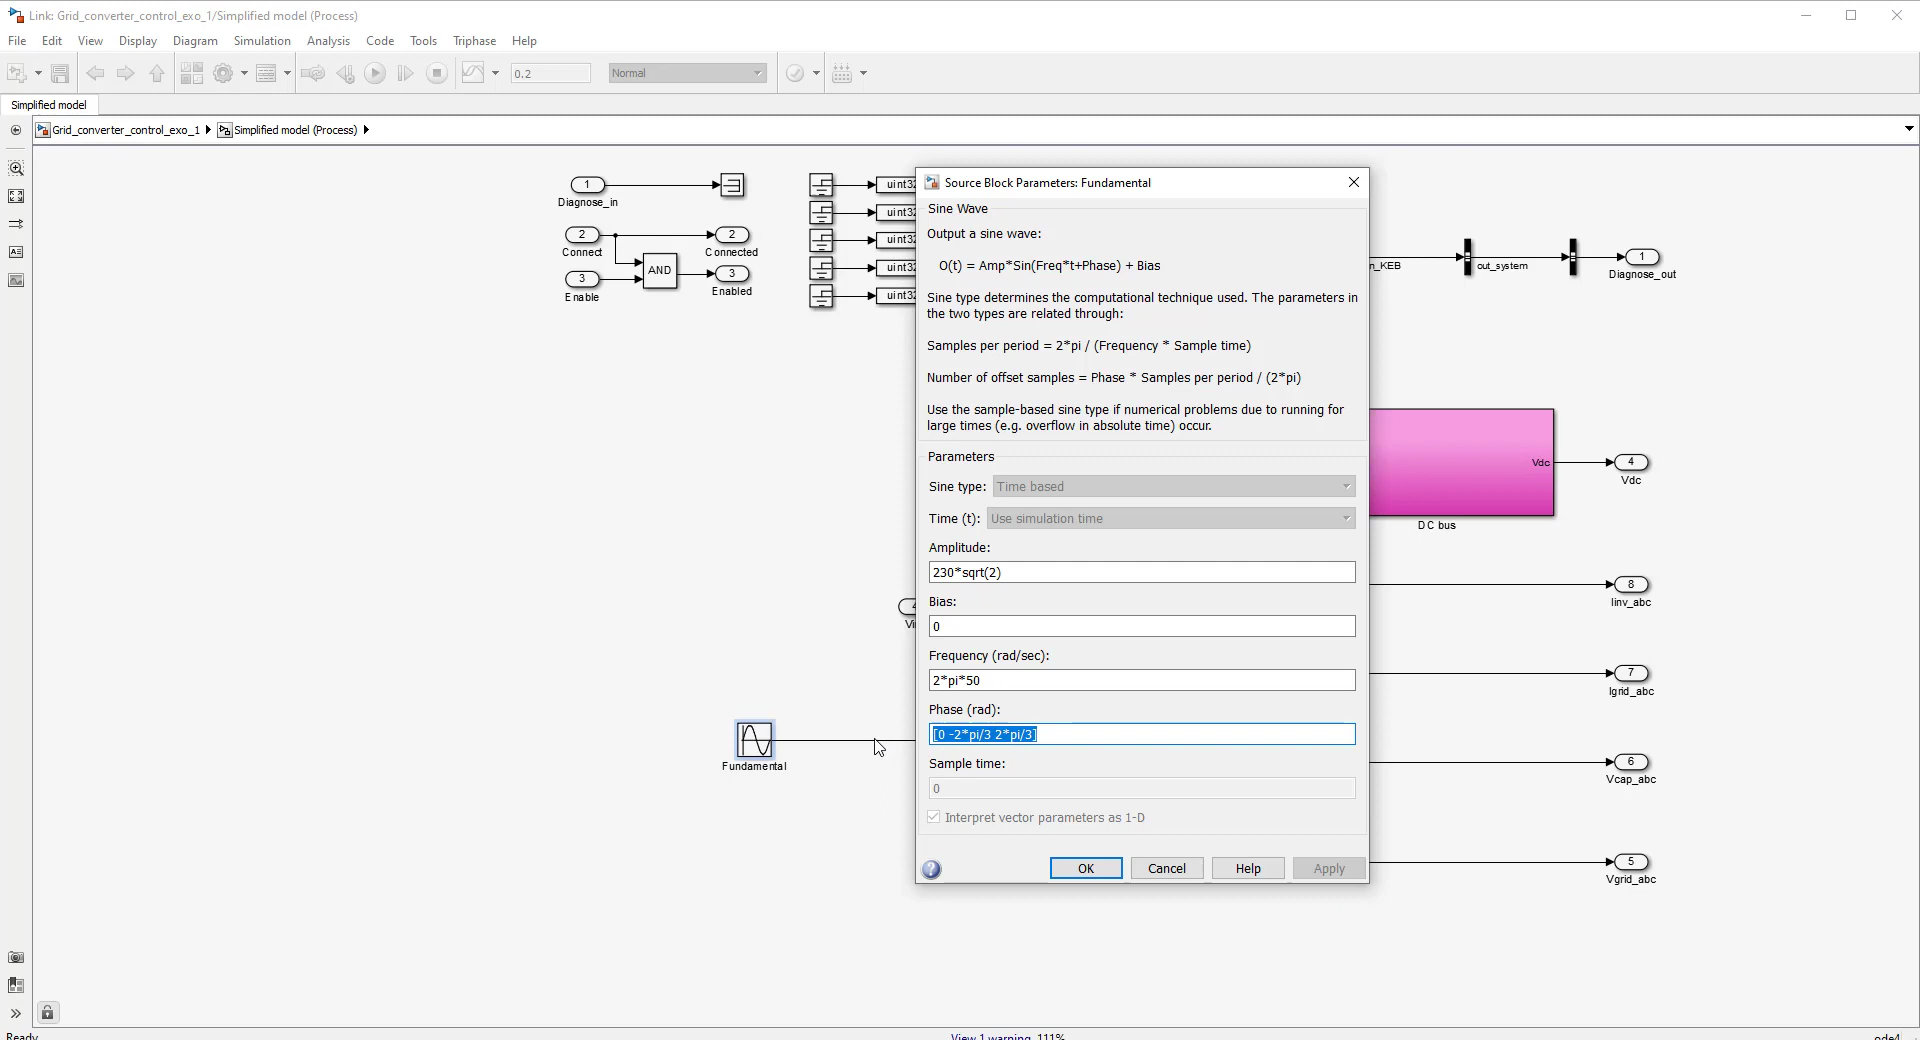 Link: Grid_converter_control_exo_1/Simplified model (Process)
File Edit View Display Diagram Simulation Analysis Code Tools Triphase Help
0.2 Normal
Simplified model
Grid_converter_control_exo_1 Simplified model (Process)
1
Diagnose_in
2
Connect
3
Enable
AND
2
Connected
3
Enabled
uint32
uint32
uint32
uint32
uint32
Source Block Parameters: Fundamental
Sine Wave
Output a sine wave:
O(t) = Amp*Sin(Freq*t+Phase) + Bias
Sine type determines the computational technique used. The parameters in
the two types are related through:
Samples per period = 2*pi / (Frequency * Sample time)
Number of offset samples = Phase * Samples per period / (2*pi)
Use the sample-based sine type if numerical problems due to running for
large times (e.g. overflow in absolute time) occur.
Parameters
Sine type: Time based
Time (t): Use simulation time
Amplitude:
230*sqrt(2)
Bias:
0
Frequency (rad/sec):
2*pi*50
Phase (rad):
[0 -2*pi/3 2*pi/3]
Sample time:
0
Interpret vector parameters as 1-D
OK Cancel Help Apply
n_KEB
out_system
1
Diagnose_out
Vdc
DC bus
4
Vdc
8
Iinv_abc
7
Igrid_abc
6
Vcap_abc
5
Vgrid_abc
4
Vi
Fundamental
Ready
View 1 warning 111%
ode4